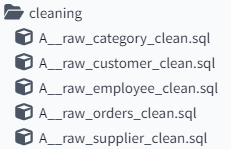 cleaning
A__raw_category_clean.sql
A__raw_customer_clean.sql
A__raw_employee_clean.sql
A__raw_orders_clean.sql
A__raw_supplier_clean.sql